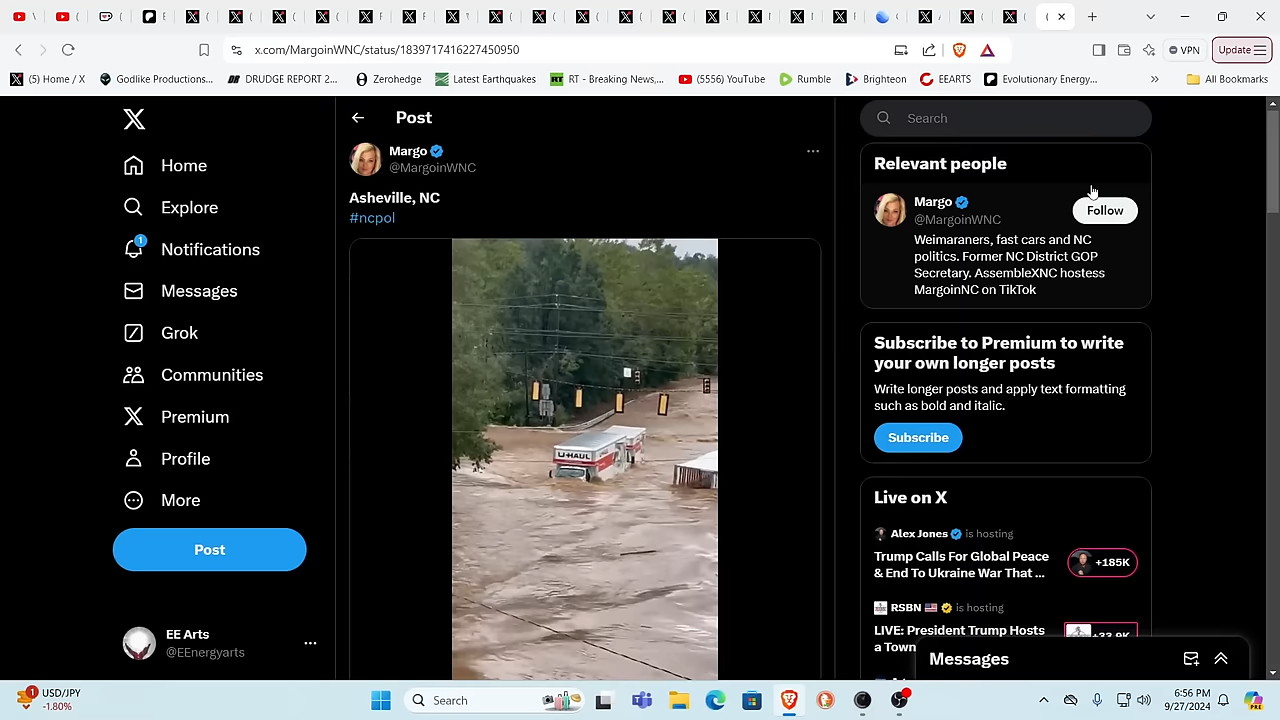 x.com/MargoinWNC/status/1839717416227450950
VPN
Update
(5) Home / X
Godlike Productions...
DRUDGE REPORT 2...
Zerohedge
Latest Earthquakes
RT - Breaking News,...
(5556) YouTube
Rumble
Brighteon
EEARTS
Evolutionary Energy...
»
All Bookmarks
Home
Explore
1
Notifications
Messages
Grok
Communities
Premium
Profile
More
Post
EE Arts
@EEnergyarts
Post
Margo
@MargoinWNC
Asheville, NC
#ncpol
U-HAUL
Search
Relevant people
Margo
@MargoinWNC
Follow
Weimaraners, fast cars and NC
politics. Former NC District GOP
Secretary. AssembleXNC hostess
MargoinNC on TikTok
Subscribe to Premium to write
your own longer posts
Write longer posts and apply text formatting
such as bold and italic.
Subscribe
Live on X
Alex Jones is hosting
Trump Calls For Global Peace
& End To Ukraine War That ...
+185K
RSBN is hosting
LIVE: President Trump Hosts
a Town
Messages
1
USD/JPY
-1.80%
Search
6:56 PM
9/27/2024